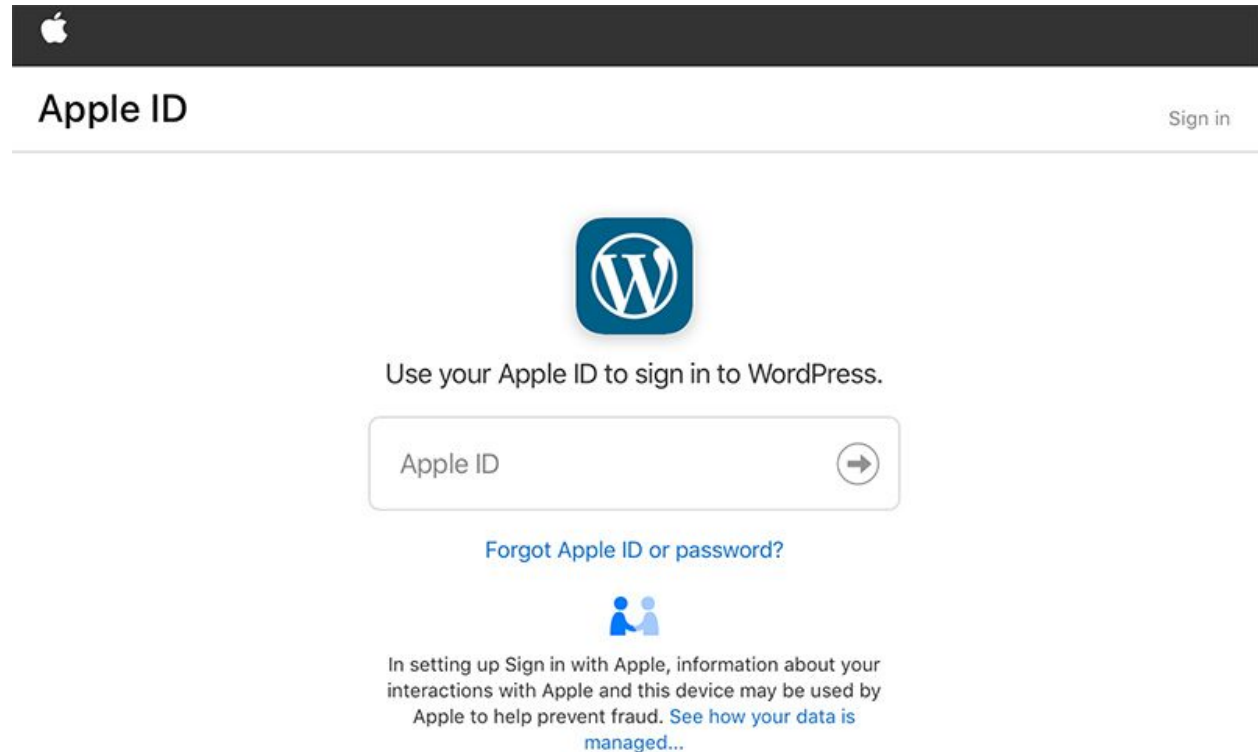 Apple ID
Sign in
Use your Apple ID to sign in to WordPress.
Apple ID
Forgot Apple ID or password?
In setting up Sign in with Apple, information about your
interactions with Apple and this device may be used by
Apple to help prevent fraud. See how your data is
managed...